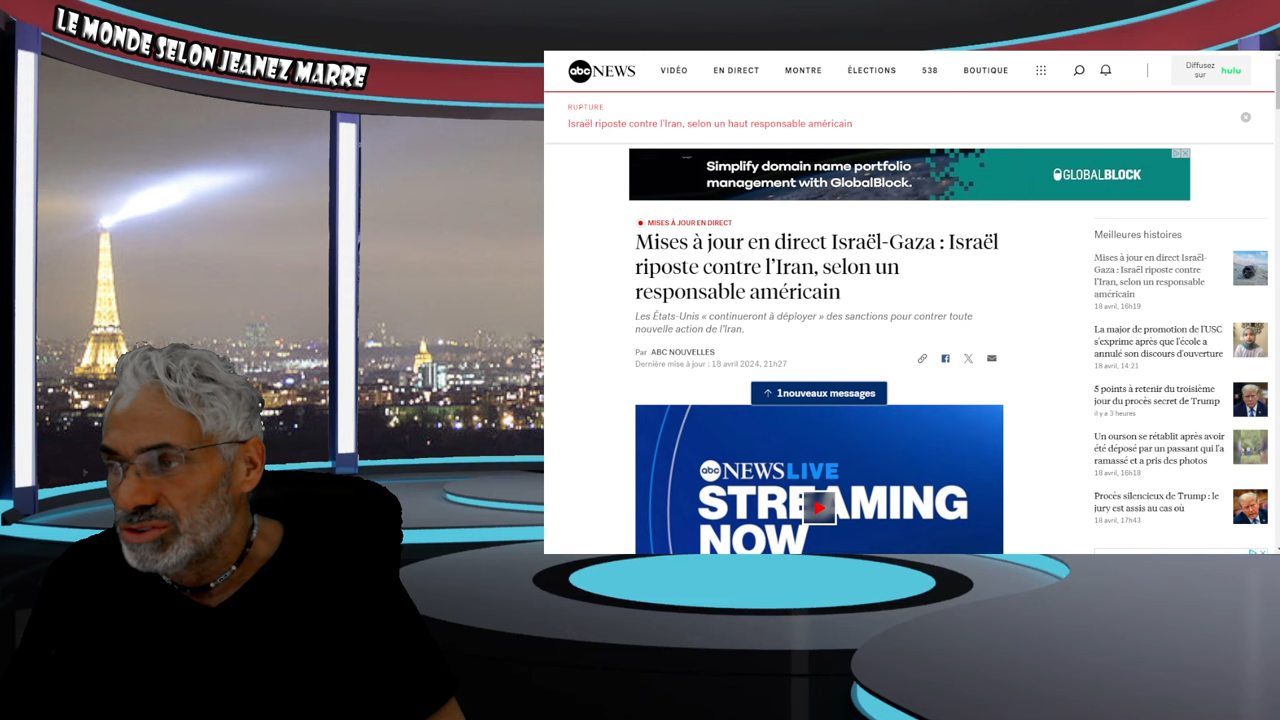 LE MONDE SELON JEANEZ MARRE
abc NEWS
VIDÉO
EN DIRECT
MONTRE
ÉLECTIONS
538
BOUTIQUE
Diffusez
sur
hulu
RUPTURE
Israël riposte contre l'Iran, selon un haut responsable américain
Simplify domain name portfolio
management with GlobalBlock.
GLOBALBLOCK
MISES À JOUR EN DIRECT
Mises à jour en direct Israël-Gaza : Israël
riposte contre l’Iran, selon un
responsable américain
Les États-Unis « continueront à déployer » des sanctions pour contrer toute
nouvelle action de l'Iran.
Par ABC NOUVELLES
Dernière mise à jour : 18 avril 2024, 21h27
1nouveaux messages
abc NEWS LIVE
STREAMING
NOW
Meilleures histoires
Mises à jour en direct Israël-
Gaza : Israël riposte contre
l'Iran, selon un responsable
américain
18 avril, 16h19
La major de promotion de l'USC
s'exprime après que l'école a
annulé son discours d'ouverture
18 avril, 14:21
5 points à retenir du troisième
jour du procès secret de Trump
il y a 3 heures
Un ourson se rétablit après avoir
été déposé par un passant qui l'a
ramassé et a pris des photos
18 avril, 16h18
Procès silencieux de Trump : le
jury est assis au cas où
18 avril, 17h43